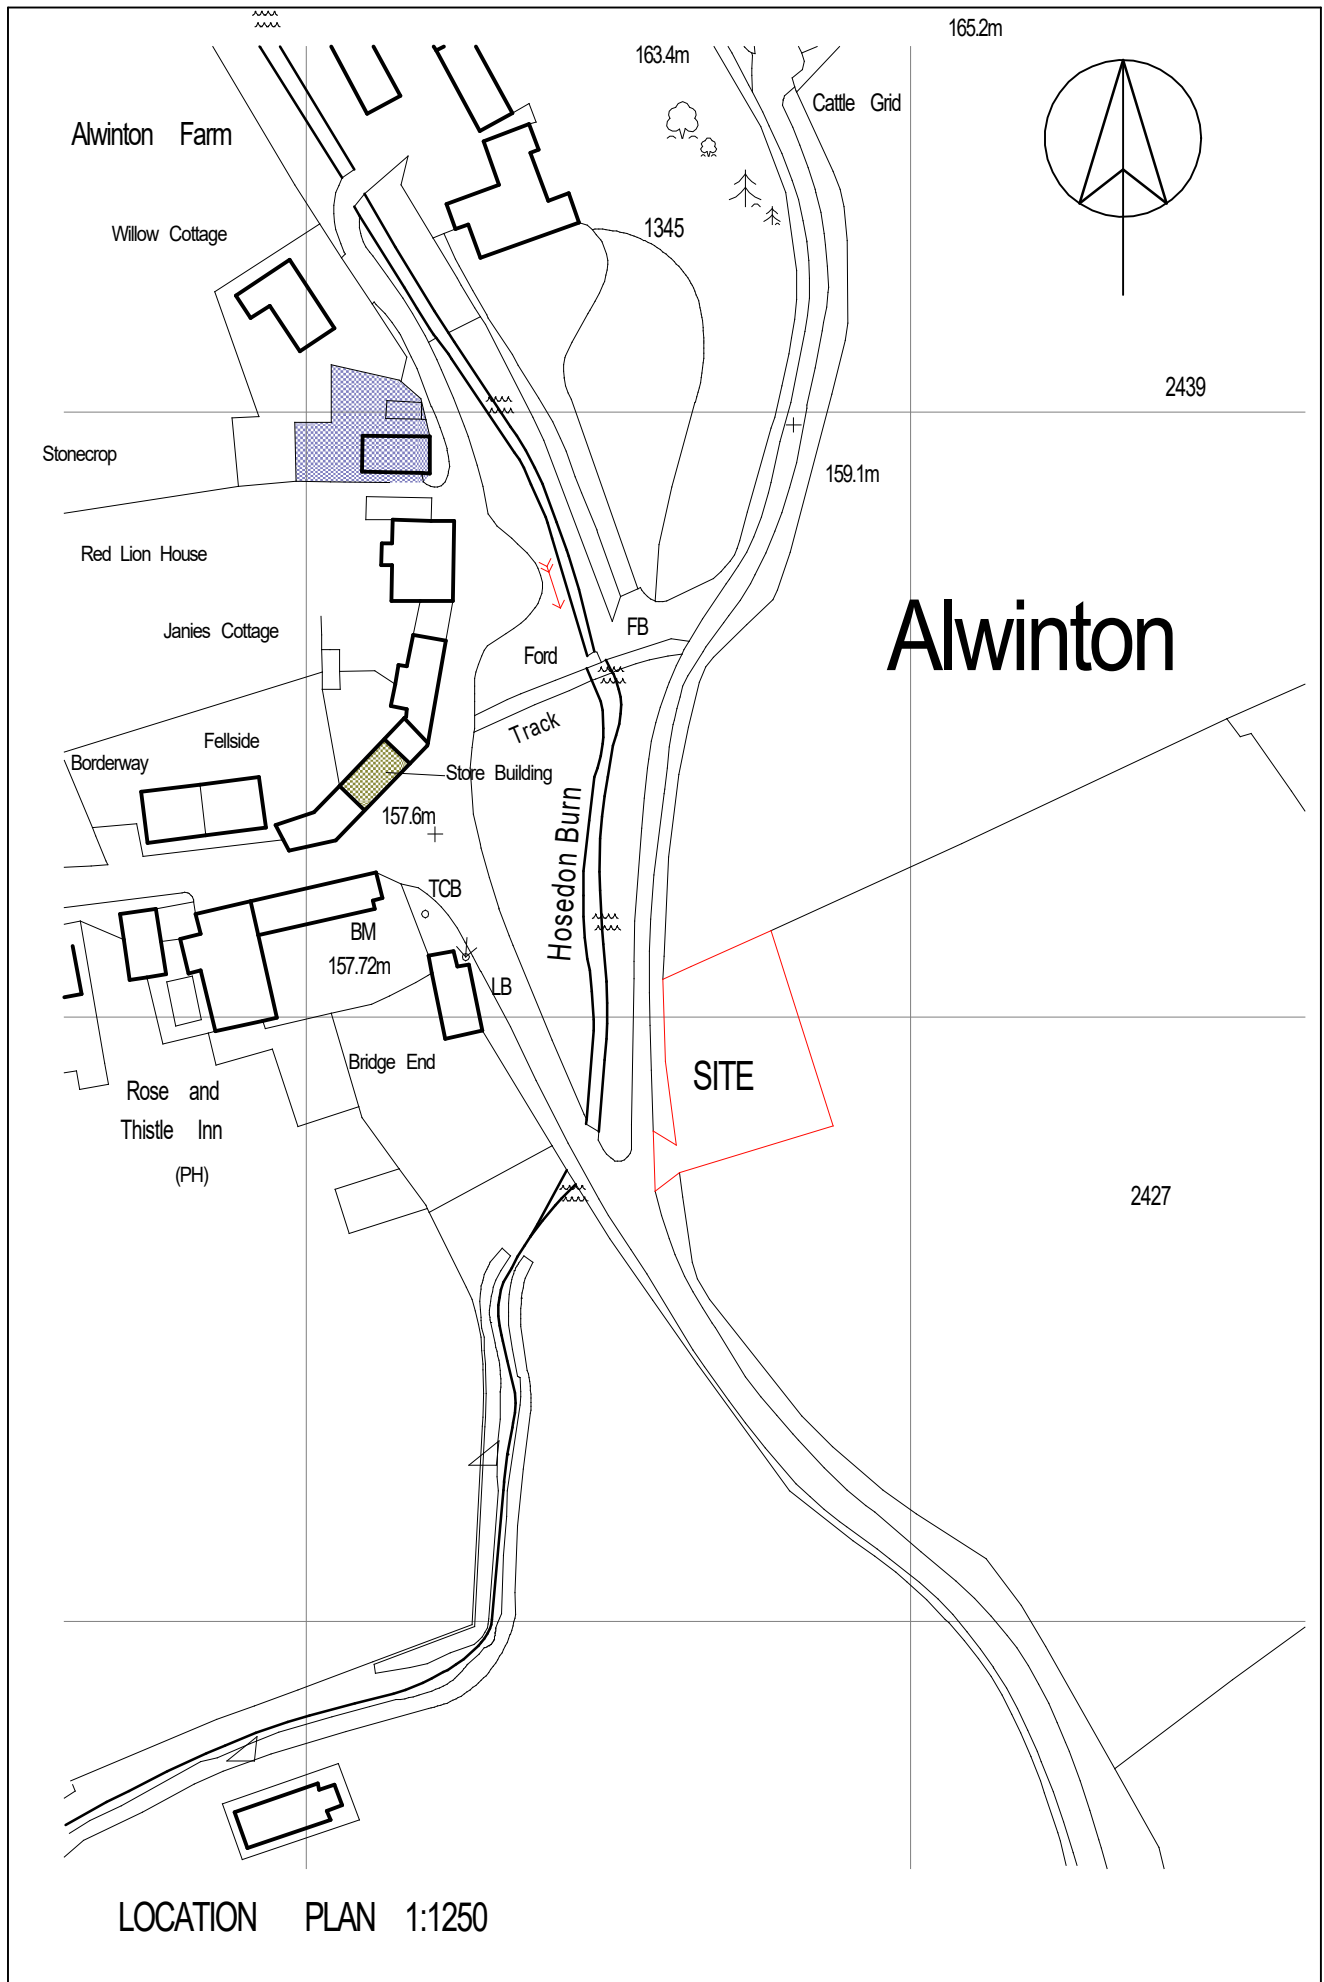 165.2m
163.4m
Cattle Grid
Alwinton Farm
Willow Cottage
1345
2439
Stonecrop
159.1m
Red Lion House
Janies Cottage
FB
Ford
Alwinton
Track
Fellside
Borderway
Store Building
157.6m
Hosedon Burn
TCB
BM
157.72m
LB
Bridge End
SITE
Rose and
Thistle Inn
(PH)
2427
LOCATION PLAN 1:1250